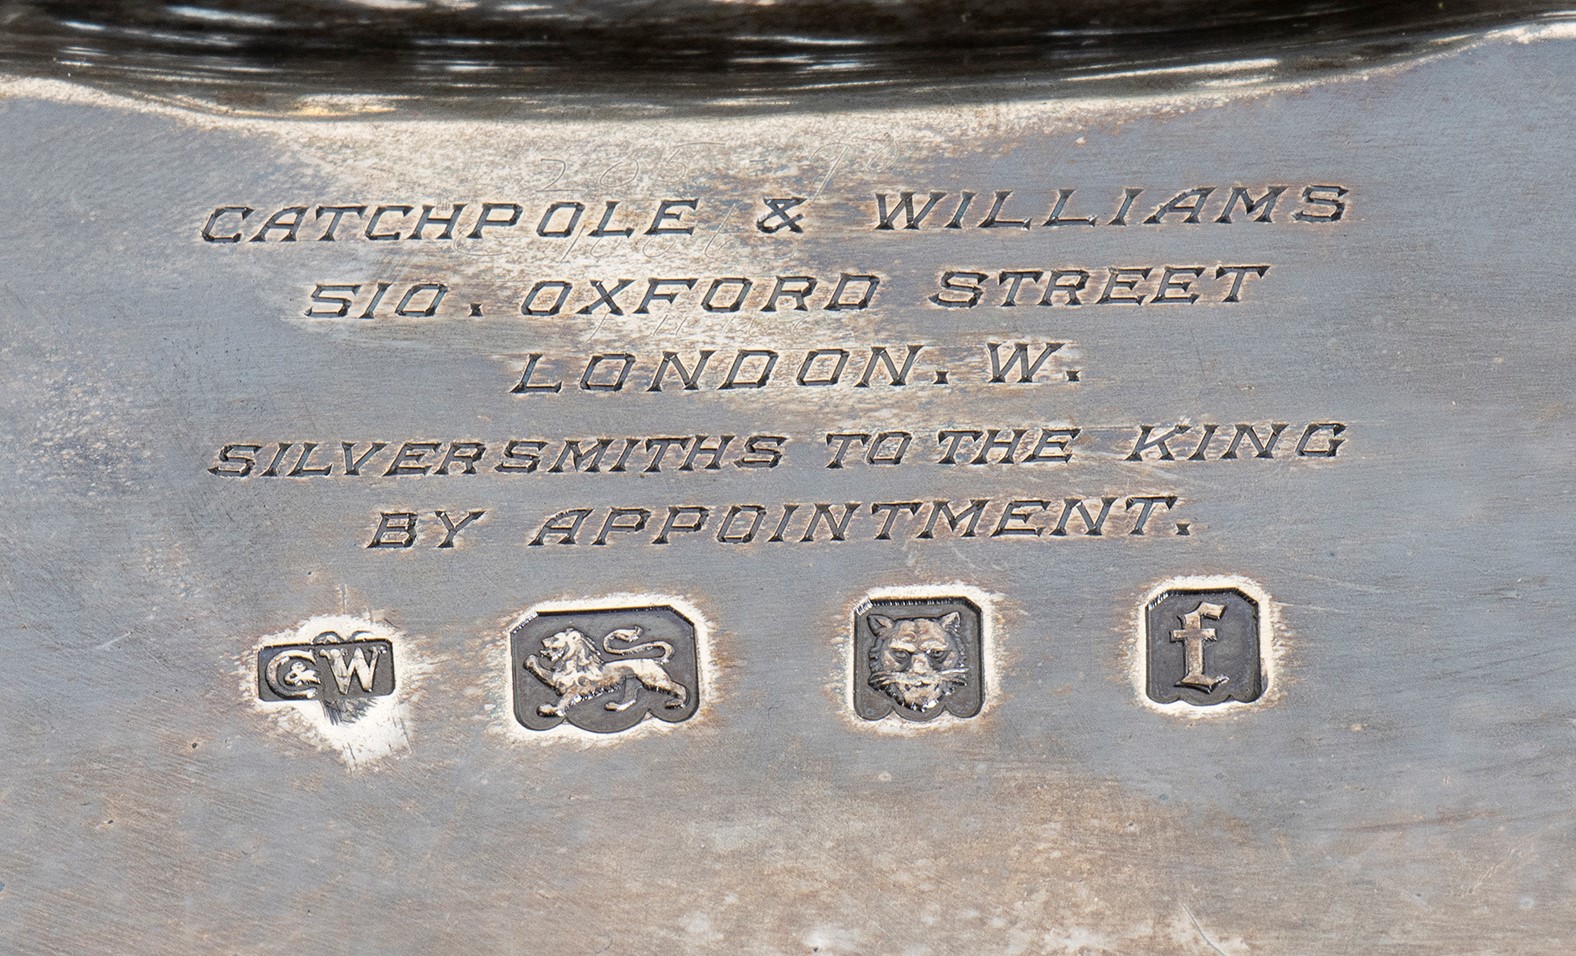 CATCHPOLE & WILLIAMS
510. OXFORD STREET
LONDON. W.
SILVERSMITHS TO THE KING
BY APPOINTMENT.
C&W f